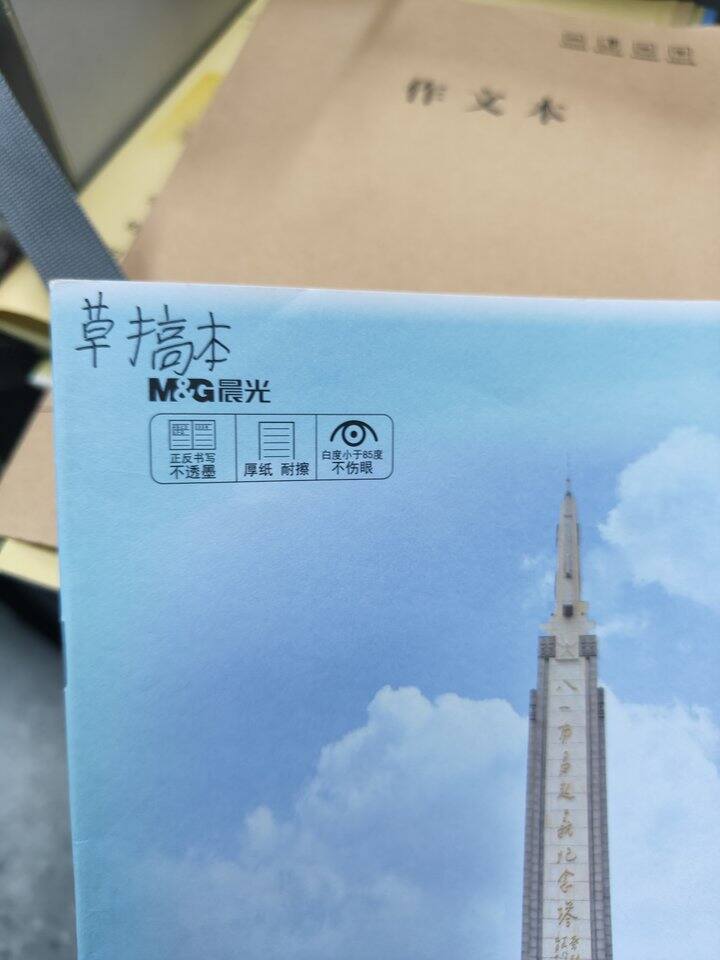 作文本
草搞本
M&G晨光
正反书写
不透墨
厚纸 耐擦
白度小于85度
不伤眼
八一南昌起义纪念塔